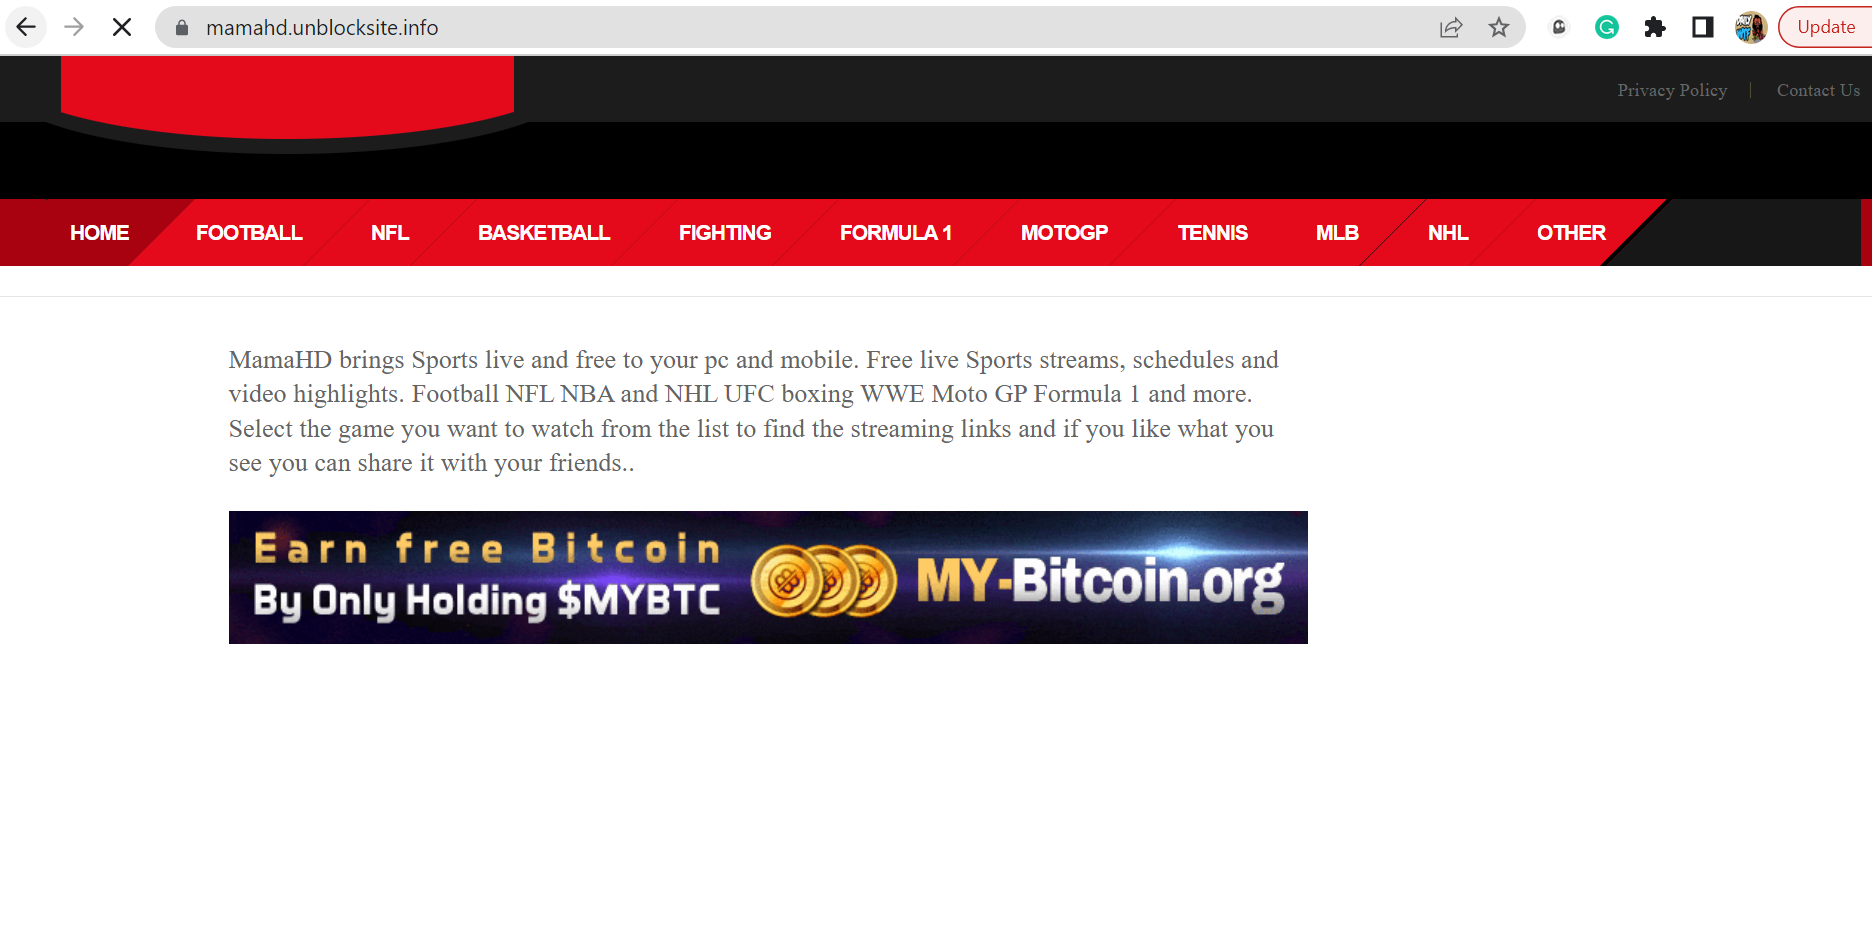 mamahd.unblocksite.info
Update
Privacy Policy | Contact Us
HOME FOOTBALL NFL BASKETBALL FIGHTING FORMULA 1 MOTOGP TENNIS MLB NHL OTHER
MamaHD brings Sports live and free to your pc and mobile. Free live Sports streams, schedules and
video highlights. Football NFL NBA and NHL UFC boxing WWE Moto GP Formula 1 and more.
Select the game you want to watch from the list to find the streaming links and if you like what you
see you can share it with your friends..
Earn free Bitcoin
By Only Holding $MYBTC
MY-Bitcoin.org